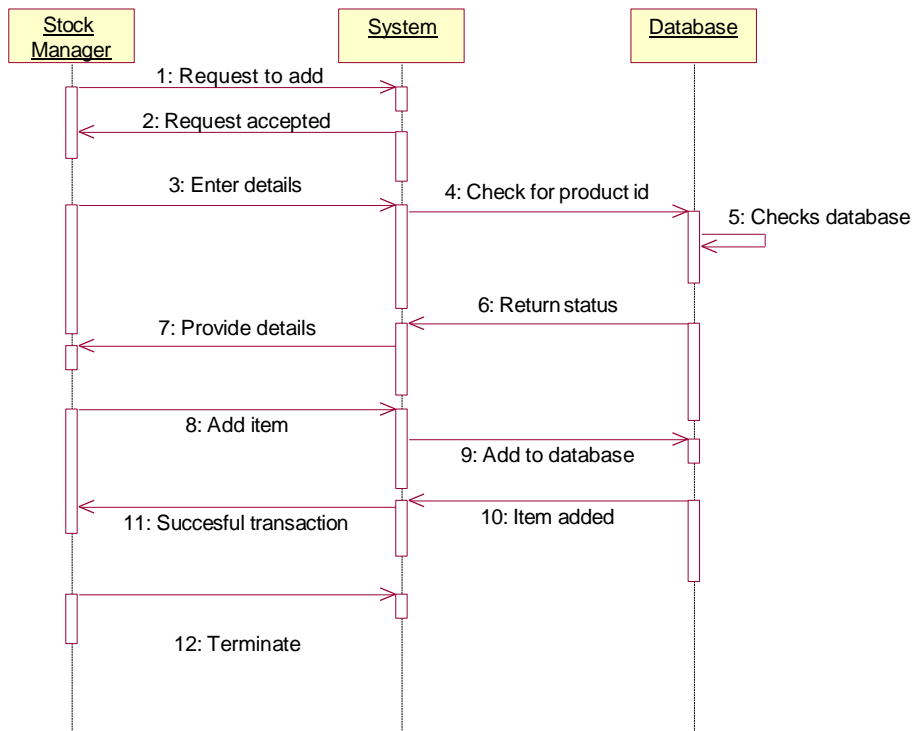 Stock
Manager
System
Database
1: Request to add
2: Request accepted
3: Enter details
4: Check for product id
5: Checks database
6: Return status
7: Provide details
8: Add item
9: Add to database
10: Item added
11: Succesful transaction
12: Terminate